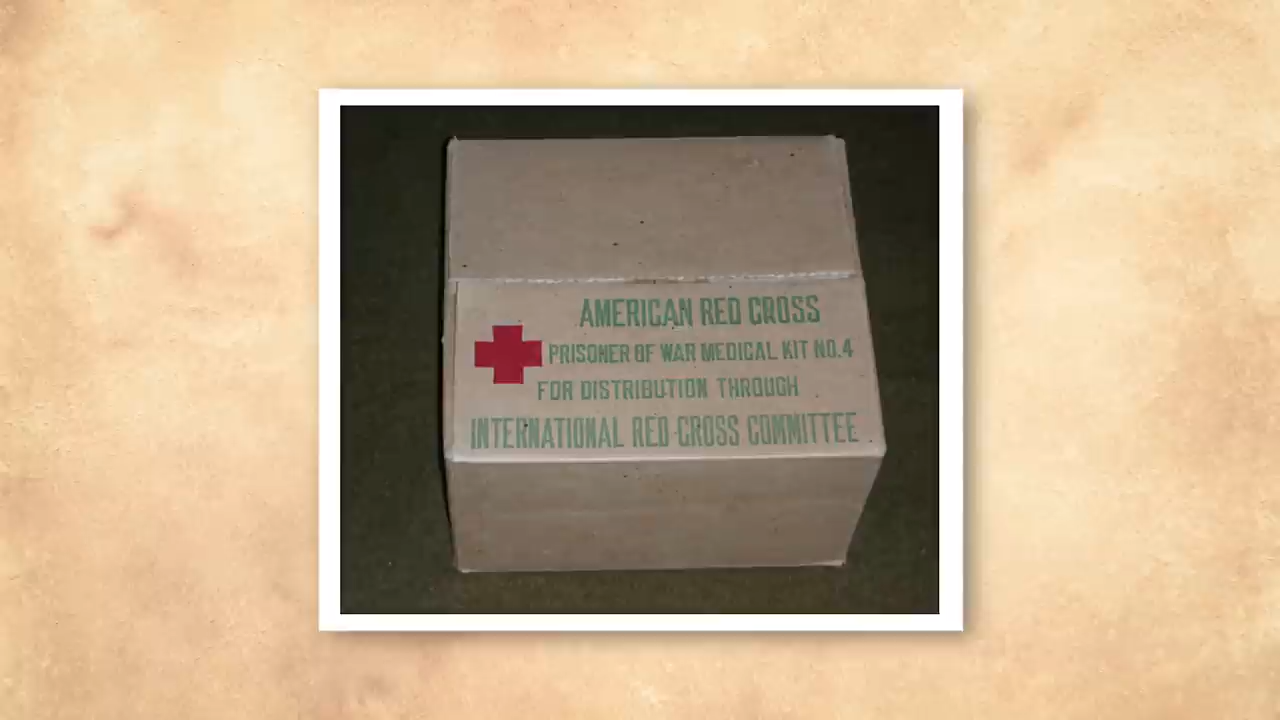 AMERICAN RED CROSS
PRISONER OF WAR MEDICAL KIT NO.4
FOR DISTRIBUTION THROUGH
INTERNATIONAL RED CROSS COMMITTEE